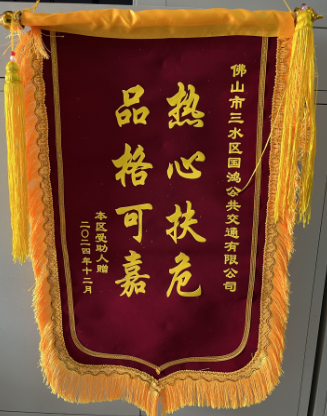 佛山市三水区国鸿公共交通有限公司
热心扶危
品格可嘉
本区受助人赠
二〇二四年十二月